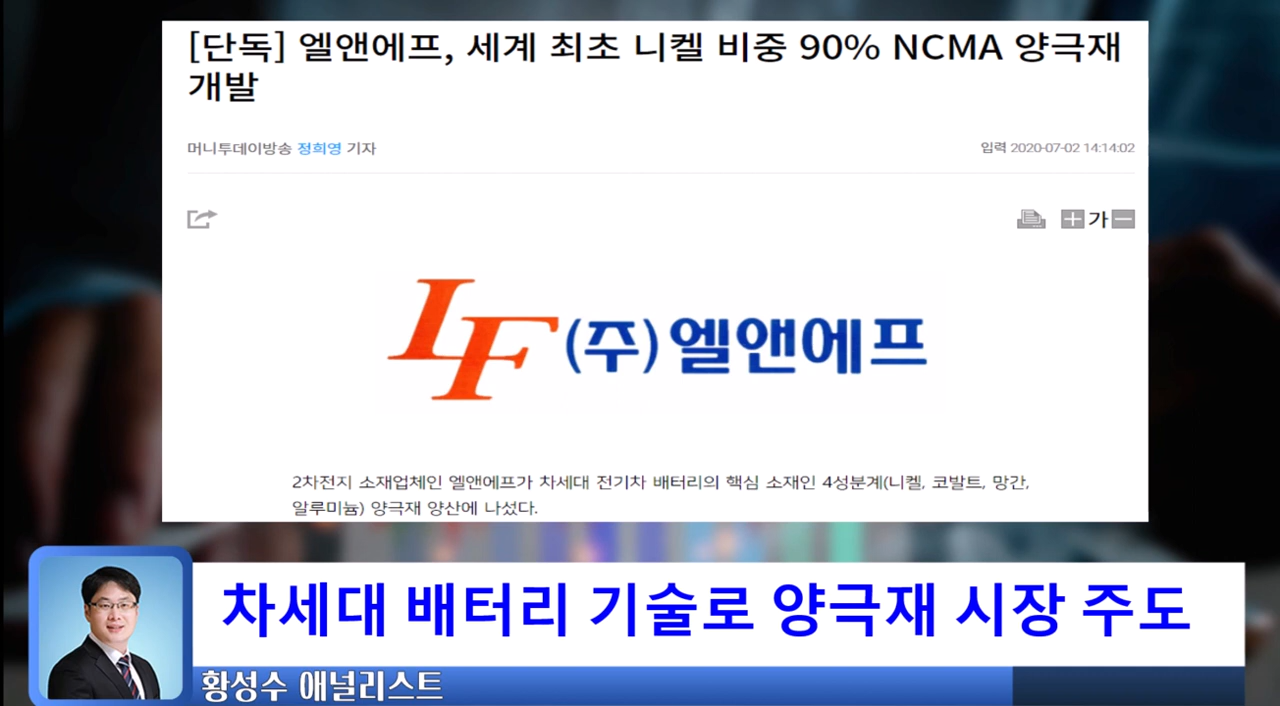 [단독] 엘앤에프, 세계 최초 니켈 비중 90% NCMA 양극재
개발
머니투데이방송 정희영 기자
입력 2020-07-02 14:14:02
가
LF (주)엘앤에프
2차전지 소재업체인 엘앤에프가 차세대 전기차 배터리의 핵심 소재인 4성분계(니켈, 코발트, 망간,
알루미늄) 양극재 양산에 나섰다.
차세대 배터리 기술로 양극재 시장 주도
황성수 애널리스트